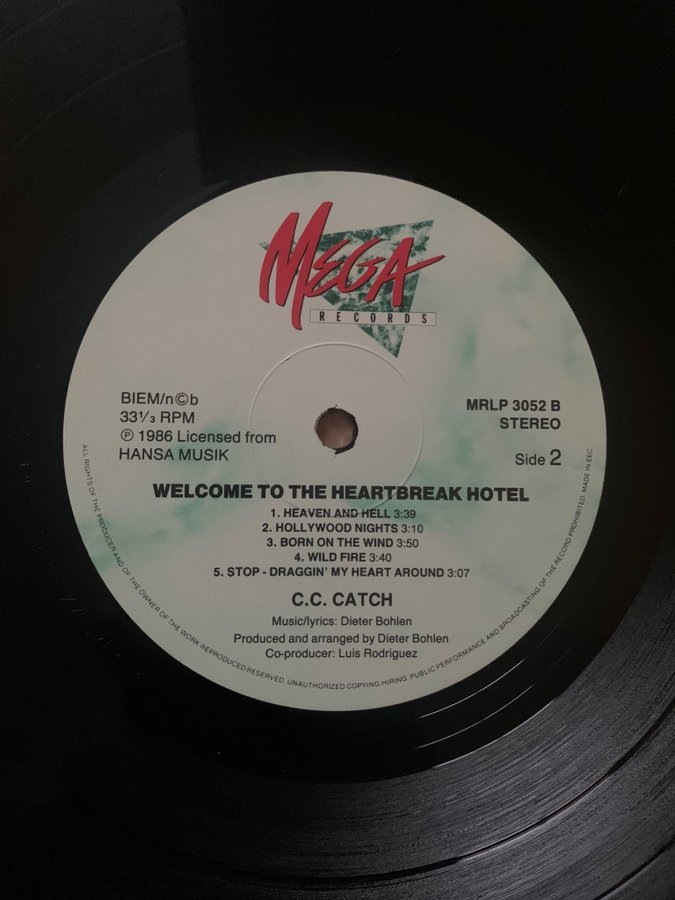 MEGA
RECORDS
BIEM/n©b
33⅓ RPM
℗ 1986 Licensed from
HANSA MUSIK
MRLP 3052 B
STEREO
Side 2
WELCOME TO THE HEARTBREAK HOTEL
1. HEAVEN AND HELL 3:39
2. HOLLYWOOD NIGHTS 3:10
3. BORN ON THE WIND 3:50
4. WILD FIRE 3:40
5. STOP - DRAGGIN' MY HEART AROUND 3:07
C.C. CATCH
Music/lyrics: Dieter Bohlen
Produced and arranged by Dieter Bohlen
Co-producer: Luis Rodriguez
ALL RIGHTS OF THE PRODUCER AND OF THE OWNER OF THE WORK REPRODUCED RESERVED. UNAUTHORIZED COPYING HIRING. PUBLIC PERFORMANCE AND BROADCASTING OF THE RECORD PROHIBITED. MADE IN EEC.